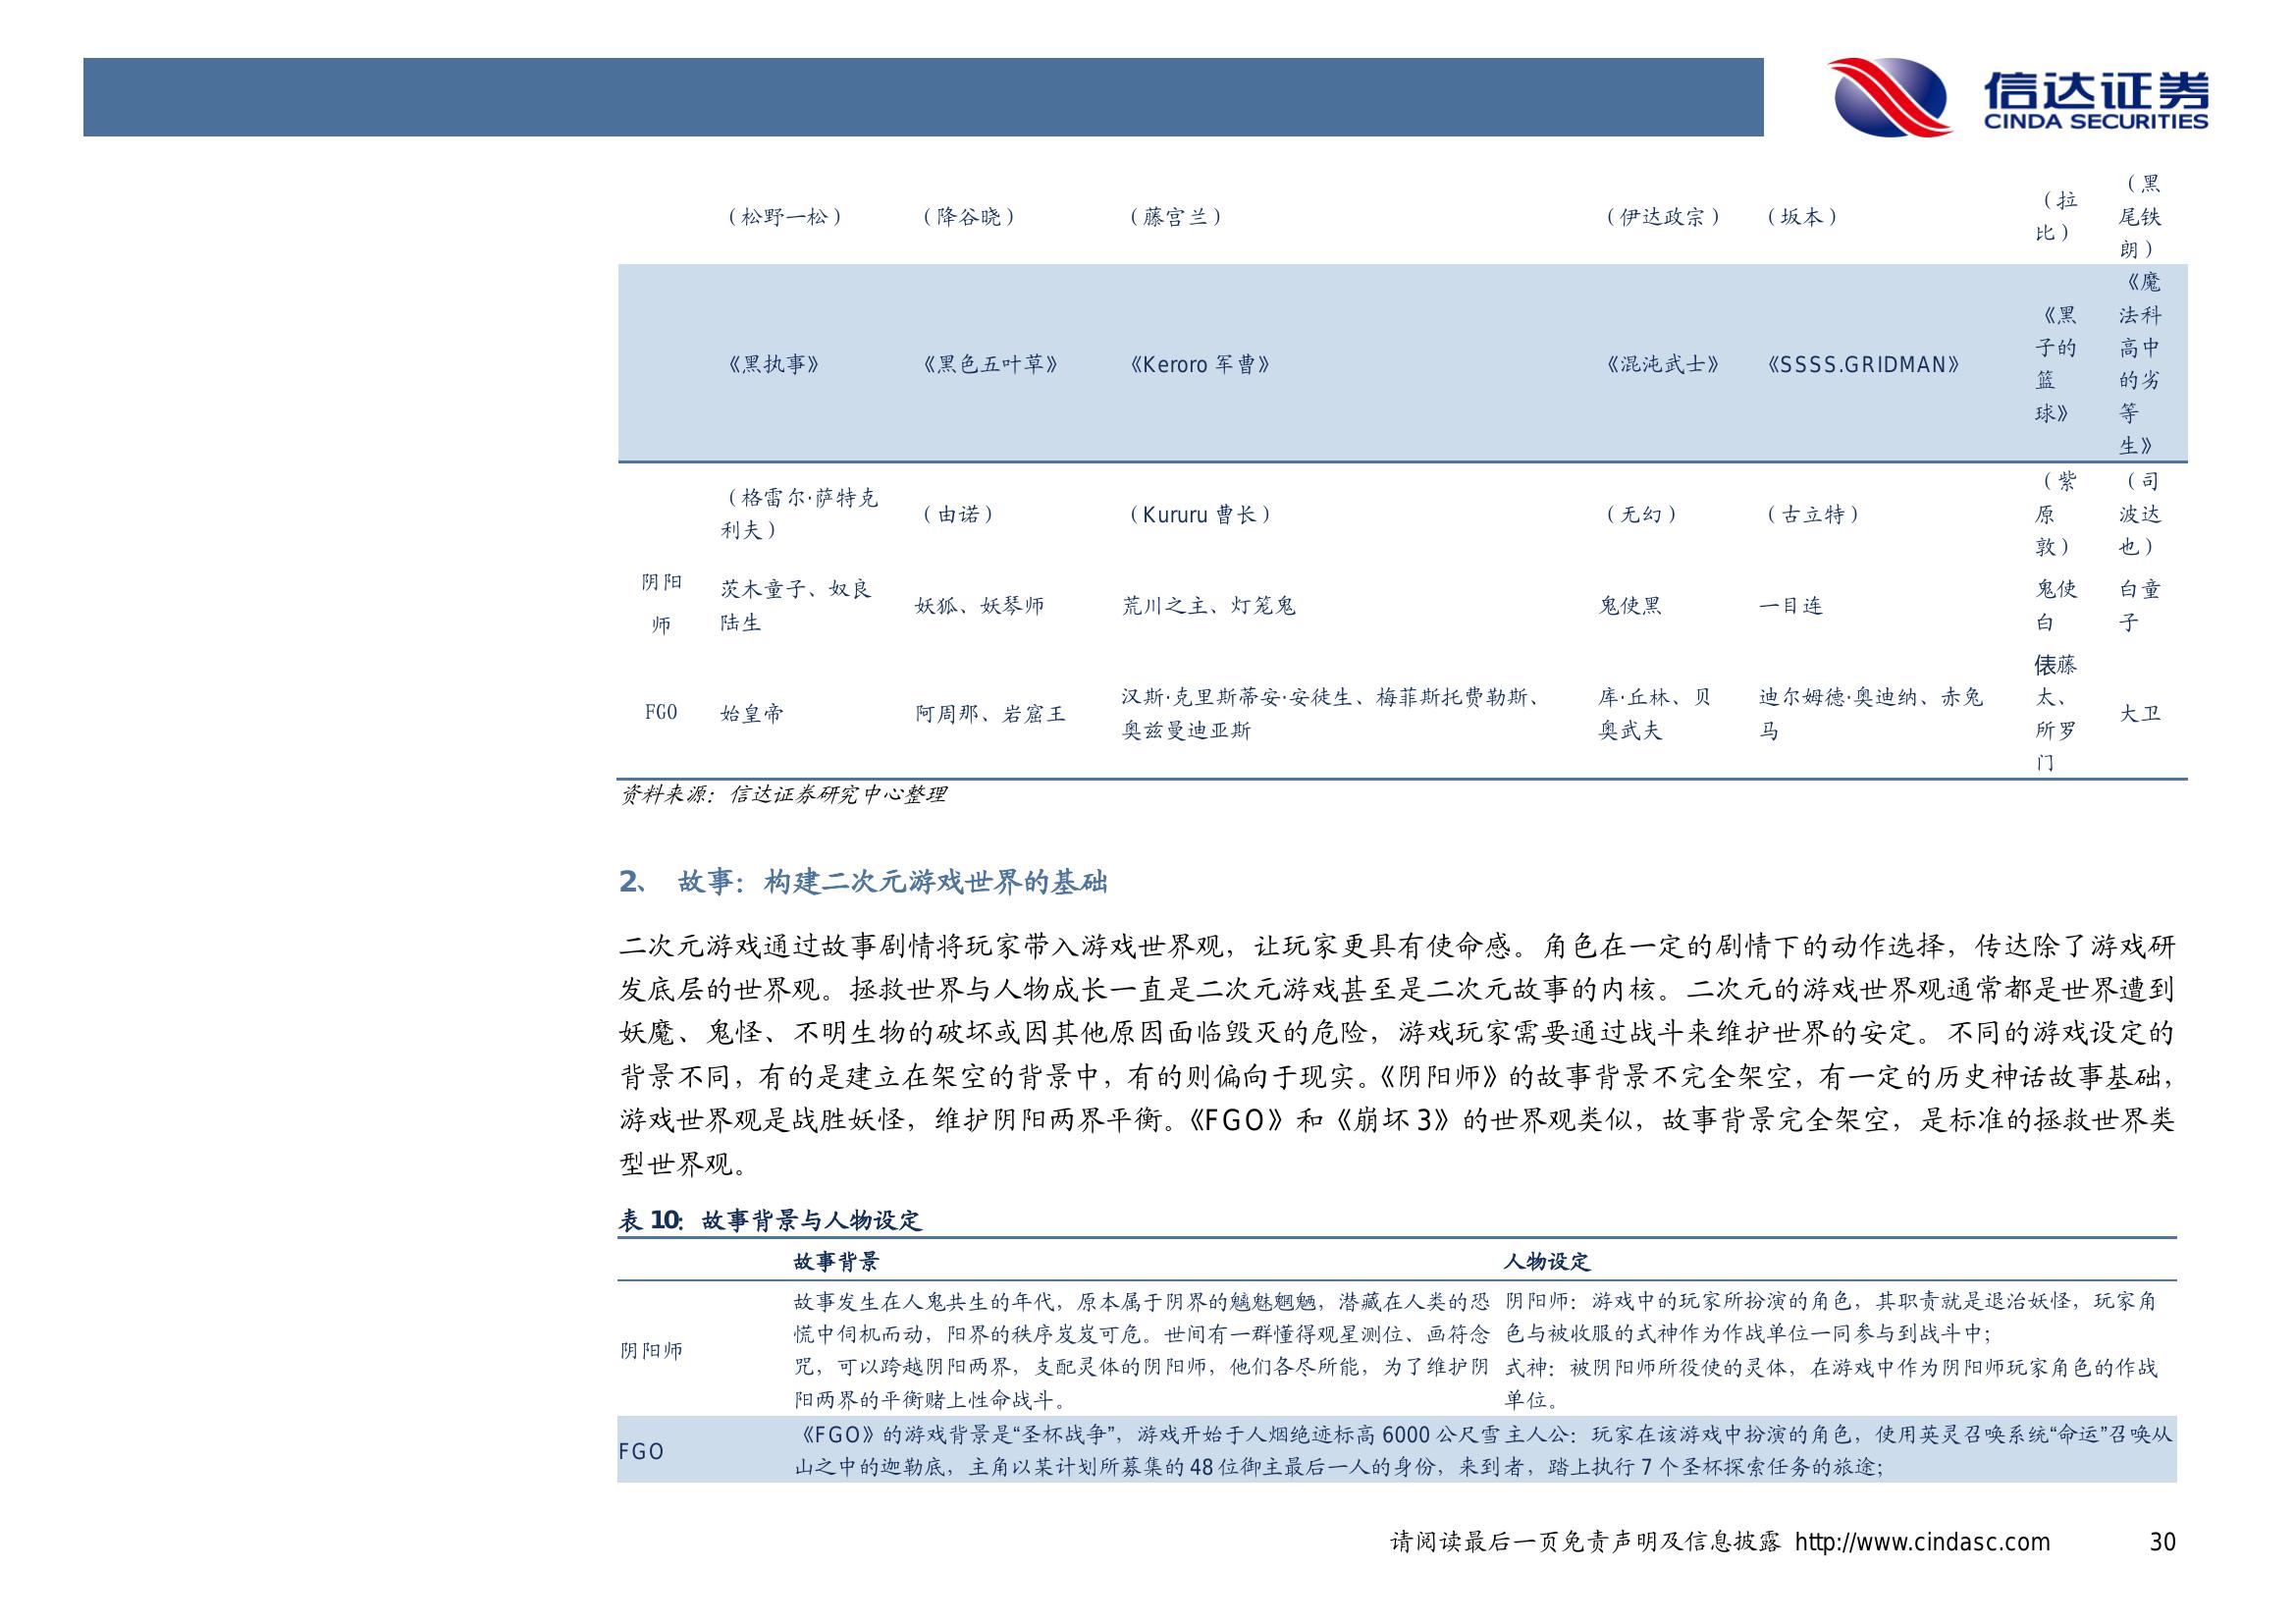 信达证券
CINDA SECURITIES
（松野一松） （降谷晓） （藤宫兰） （伊达政宗） （坂本） （拉比） （黑尾铁朗）
《黑执事》 《黑色五叶草》 《Keroro 军曹》 《混沌武士》 《SSSS.GRIDMAN》 《黑子的篮球》 《魔法科高中的劣等生》
（格雷尔·萨特克利夫） （由诺） （Kururu 曹长） （无幻） （古立特） （紫原敦） （司波达也）
阴阳师 茨木童子、奴良陆生 妖狐、妖琴师 荒川之主、灯笼鬼 鬼使黑 一目连 鬼使白 白童子
FGO 始皇帝 阿周那、岩窟王 汉斯·克里斯蒂安·安徒生、梅菲斯托费勒斯、奥兹曼迪亚斯 库·丘林、贝奥武夫 迪尔姆德·奥迪纳、赤兔马 俵藤太、所罗门 大卫
资料来源：信达证券研究中心整理
2、 故事：构建二次元游戏世界的基础
二次元游戏通过故事剧情将玩家带入游戏世界观，让玩家更具有使命感。角色在一定的剧情下的动作选择，传达除了游戏研
发底层的世界观。拯救世界与人物成长一直是二次元游戏甚至是二次元故事的内核。二次元的游戏世界观通常都是世界遭到
妖魔、鬼怪、不明生物的破坏或因其他原因面临毁灭的危险，游戏玩家需要通过战斗来维护世界的安定。不同的游戏设定的
背景不同，有的是建立在架空的背景中，有的则偏向于现实。《阴阳师》的故事背景不完全架空，有一定的历史神话故事基础，
游戏世界观是战胜妖怪，维护阴阳两界平衡。《FGO》和《崩坏 3》的世界观类似，故事背景完全架空，是标准的拯救世界类
型世界观。
表 10：故事背景与人物设定
故事背景 人物设定
阴阳师
故事发生在人鬼共生的年代，原本属于阴界的魑魅魍魉，潜藏在人类的恐
慌中伺机而动，阳界的秩序岌岌可危。世间有一群懂得观星测位、画符念
咒，可以跨越阴阳两界，支配灵体的阴阳师，他们各尽所能，为了维护阴
阳两界的平衡赌上性命战斗。
阴阳师：游戏中的玩家所扮演的角色，其职责就是退治妖怪，玩家角
色与被收服的式神作为作战单位一同参与到战斗中；
式神：被阴阳师所役使的灵体，在游戏中作为阴阳师玩家角色的作战
单位。
FGO
《FGO》的游戏背景是“圣杯战争”，游戏开始于人烟绝迹标高 6000 公尺雪
山之中的迦勒底，主角以某计划所募集的 48 位御主最后一人的身份，来到
主人公：玩家在该游戏中扮演的角色，使用英灵召唤系统“命运”召唤从
者，踏上执行 7 个圣杯探索任务的旅途；
请阅读最后一页免责声明及信息披露 http://www.cindasc.com 30